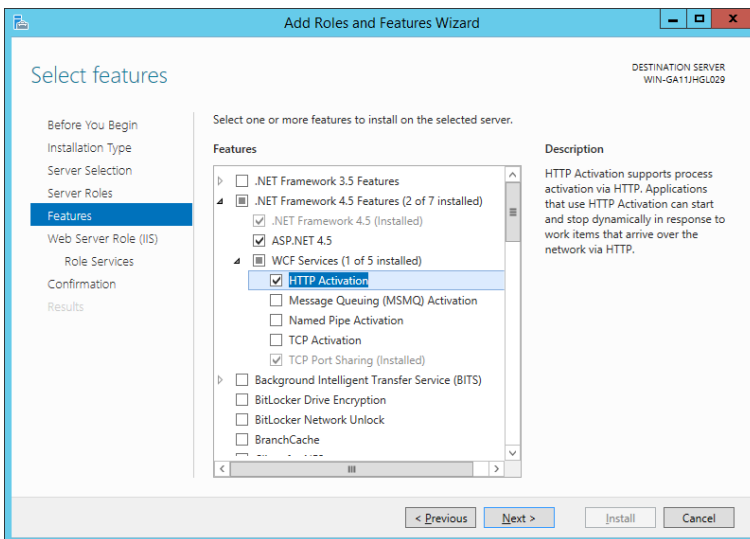 Add Roles and Features Wizard
Select features
DESTINATION SERVER
WIN-GA11JHGL029
Before You Begin
Installation Type
Server Selection
Server Roles
Features
Web Server Role (IIS)
Role Services
Confirmation
Results
Select one or more features to install on the selected server.
Features
.NET Framework 3.5 Features
.NET Framework 4.5 Features (2 of 7 installed)
.NET Framework 4.5 (Installed)
ASP.NET 4.5
WCF Services (1 of 5 installed)
HTTP Activation
Message Queuing (MSMQ) Activation
Named Pipe Activation
TCP Activation
TCP Port Sharing (Installed)
Background Intelligent Transfer Service (BITS)
BitLocker Drive Encryption
BitLocker Network Unlock
BranchCache
Description
HTTP Activation supports process
activation via HTTP. Applications
that use HTTP Activation can start
and stop dynamically in response to
work items that arrive over the
network via HTTP.
< Previous
Next >
Install
Cancel